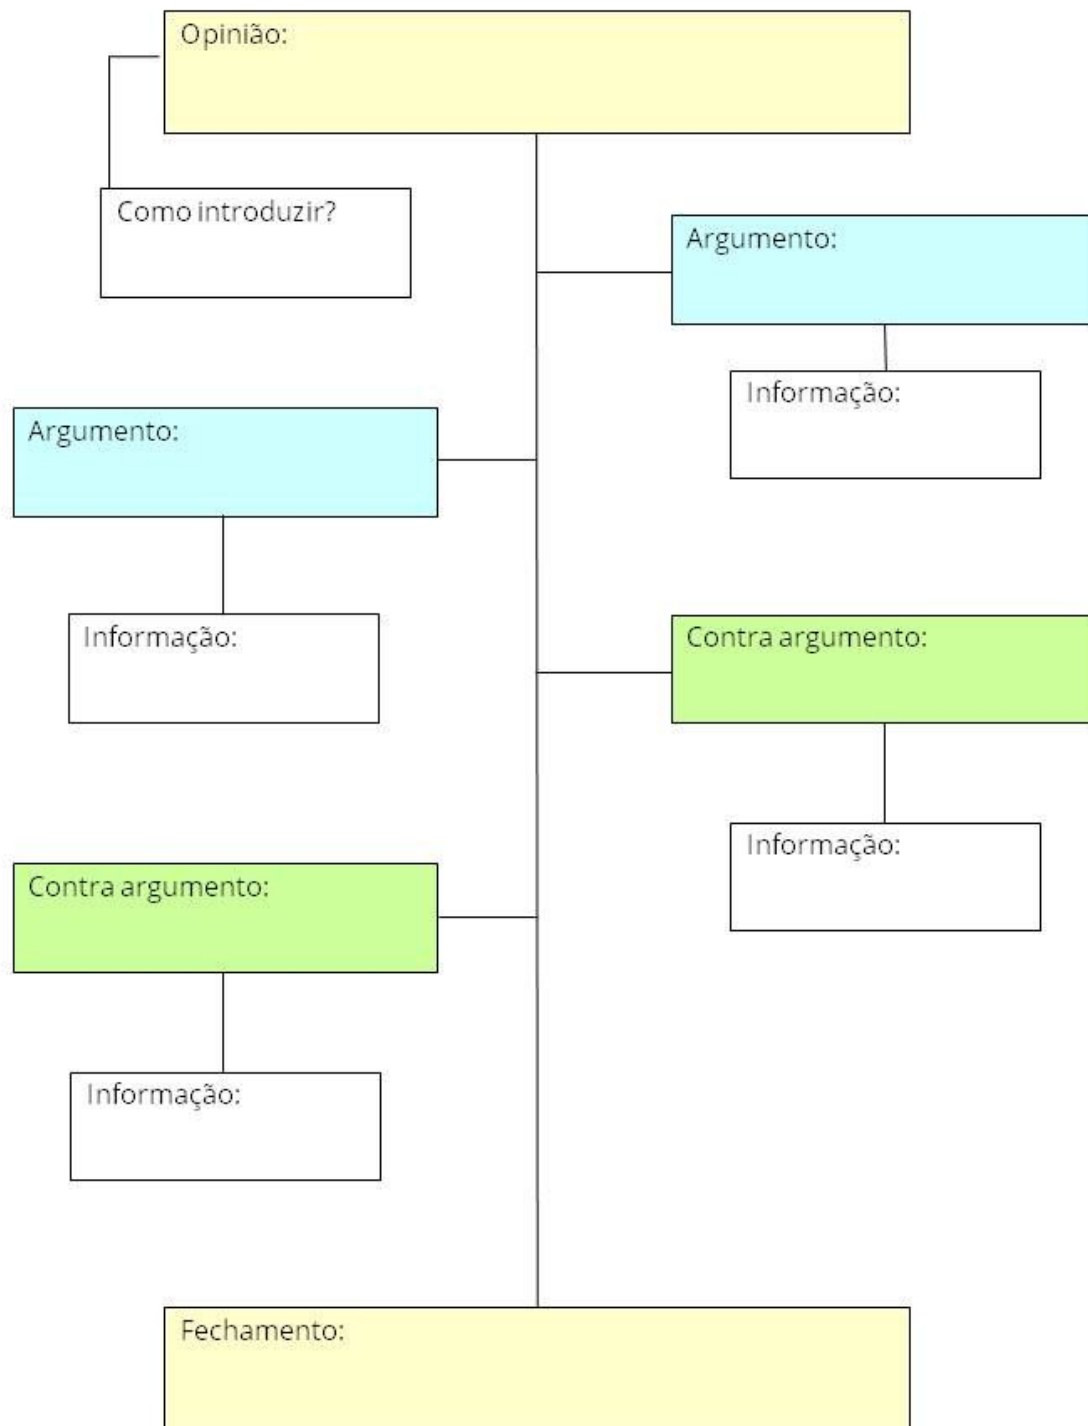 Opinião:
Como introduzir?
Argumento:
Informação:
Argumento:
Informação:
Contra argumento:
Informação:
Contra argumento:
Informação:
Fechamento: